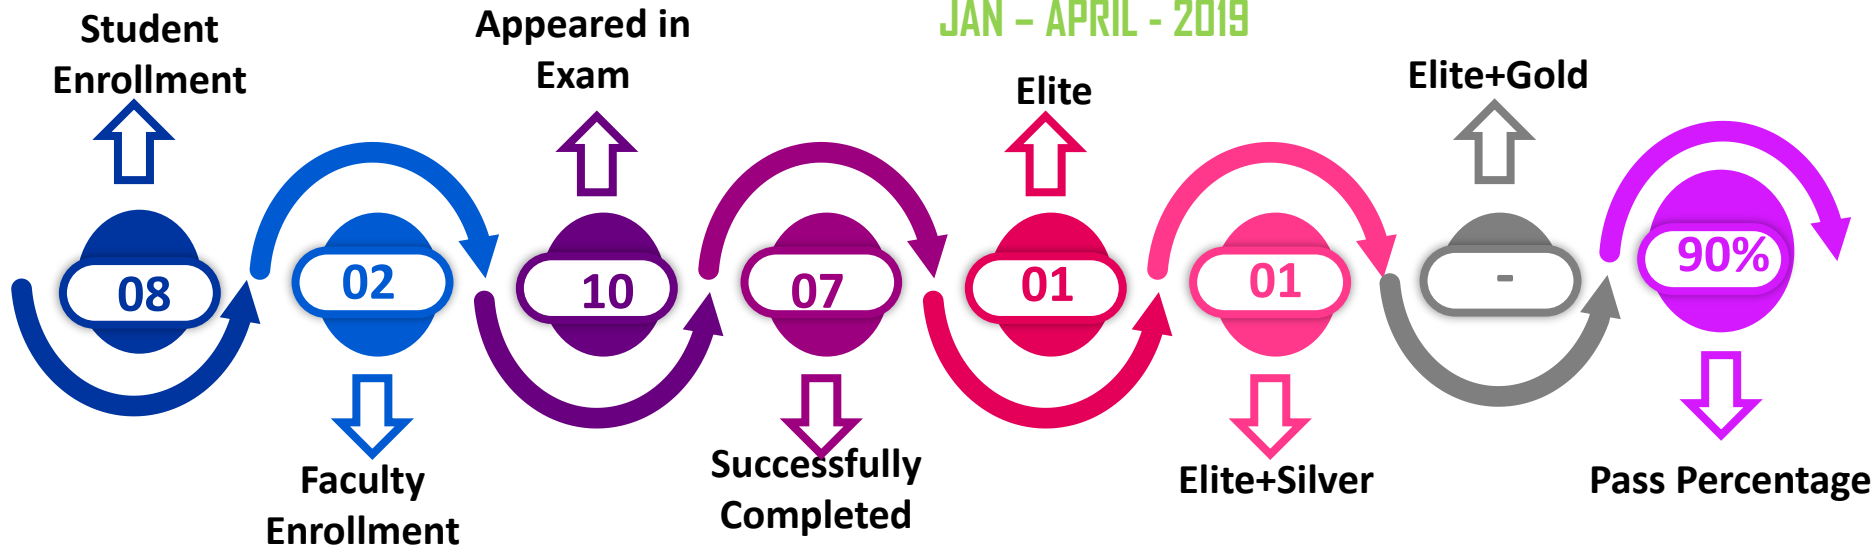 JAN – APRIL - 2019
Student
Enrollment
08
02
Faculty
Enrollment
Appeared in
Exam
10
07
Successfully
Completed
Elite
01
01
Elite+Silver
Elite+Gold
-
90%
Pass Percentage